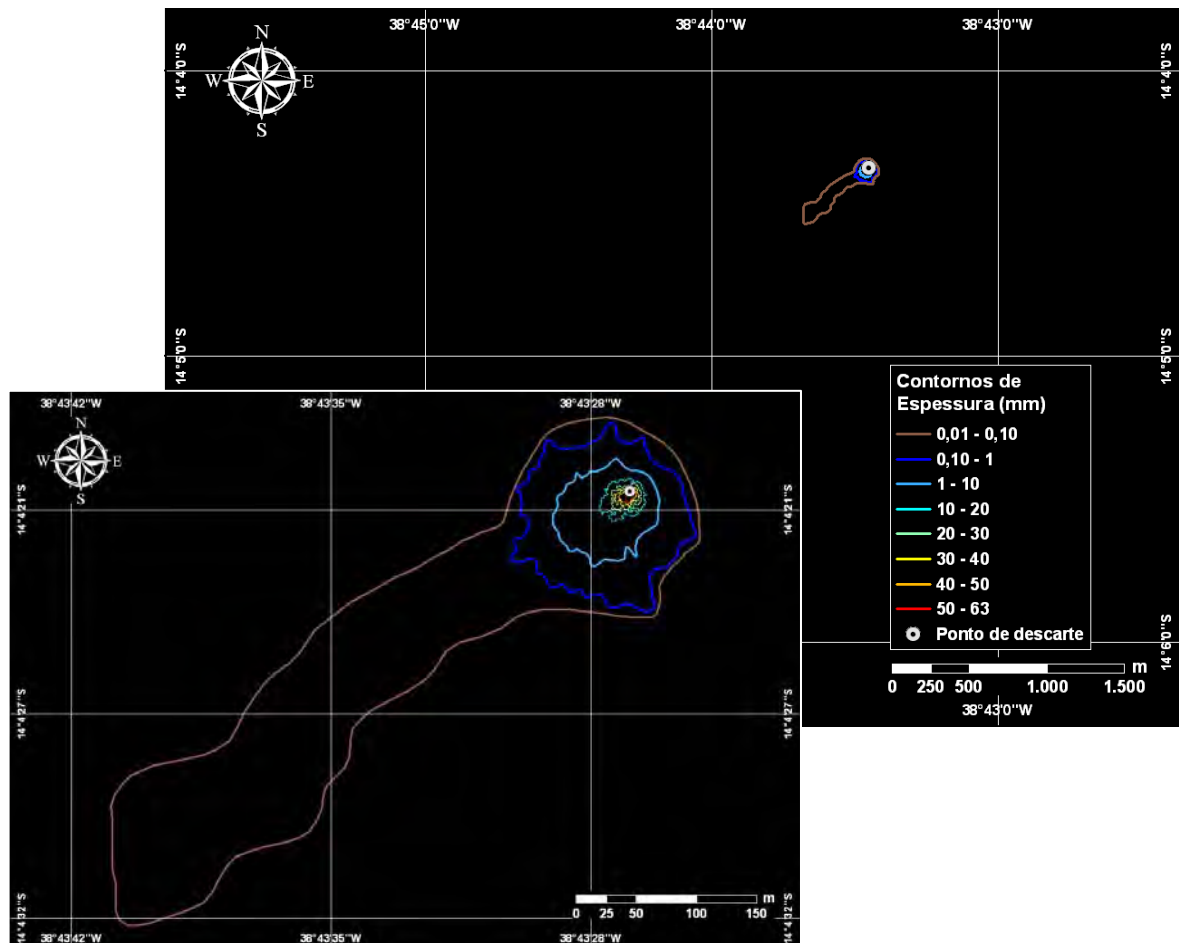 38°45'0"W 38°44'0"W 38°43'0"W
14°4'0"S 14°4'0"S
N
W E
S
14°5'0"S 14°5'0"S
Contornos de
Espessura (mm)
0,01 - 0,10
0,10 - 1
1 - 10
10 - 20
20 - 30
30 - 40
40 - 50
50 - 63
Ponto de descarte
14°6'0"S
m
0 250 500 1.000 1.500
38°43'0"W
38°43'42"W 38°43'35"W 38°43'28"W
N
W E
S
14°4'21"S 14°4'21"S
14°4'27"S 14°4'27"S
m
0 25 50 100 150
14°4'32"S 14°4'32"S
38°43'42"W 38°43'35"W 38°43'28"W